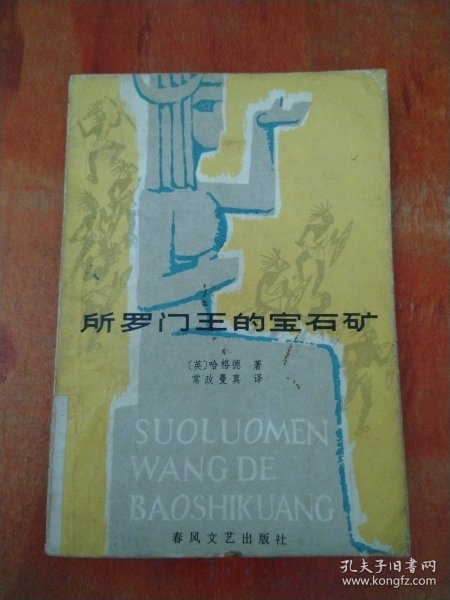 所罗门王的宝石矿
〔英〕哈格德 著
常政曼真 译
SUOLUOMEN
WANG DE
BAOSHIKUANG
春风文艺出版社
孔夫子旧书网
www.kongfz.com